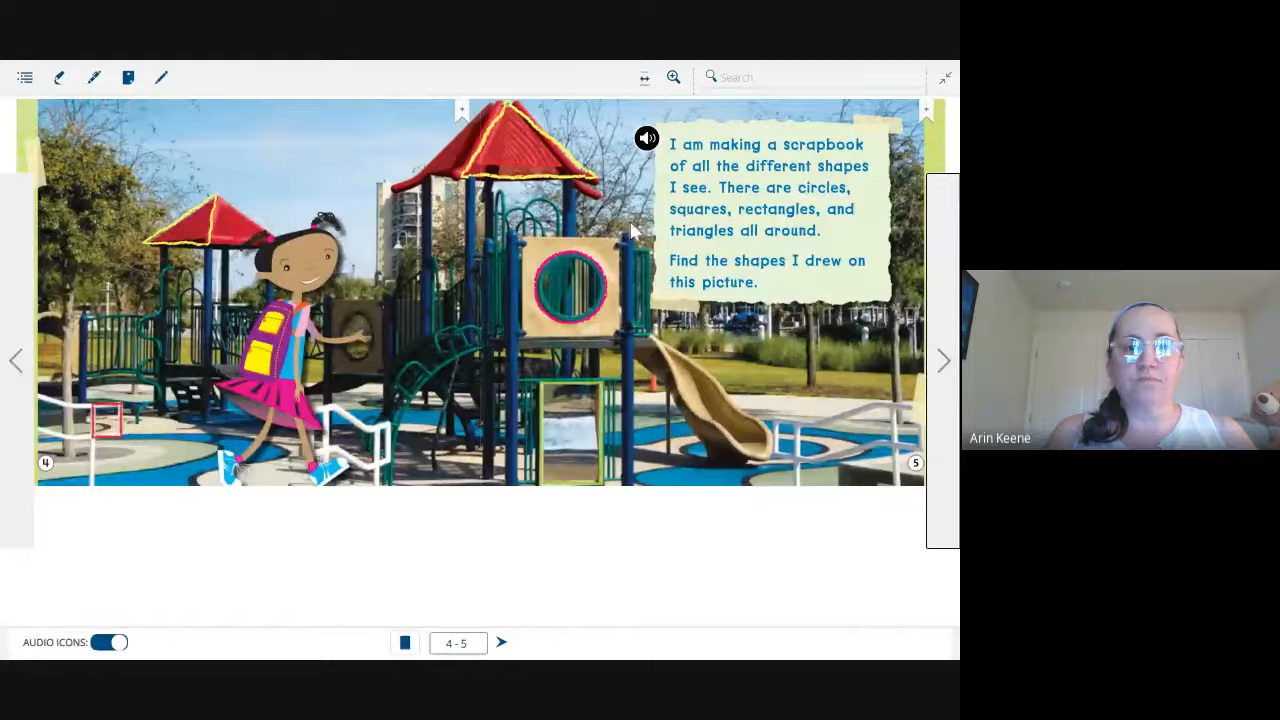 Search
I am making a scrapbook
of all the different shapes
I see. There are circles,
squares, rectangles, and
triangles all around.
Find the shapes I drew on
this picture.
Arin Keene
4
5
AUDIO ICONS:
4 - 5